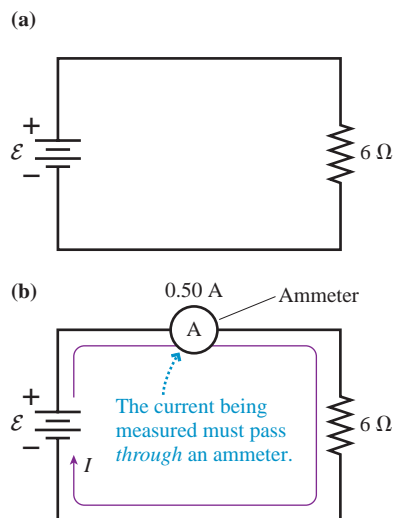 (a)
+
ℰ
–
6 Ω
(b)
0.50 A
Ammeter
A
+
ℰ
–
I
The current being
measured must pass
through an ammeter.
6 Ω